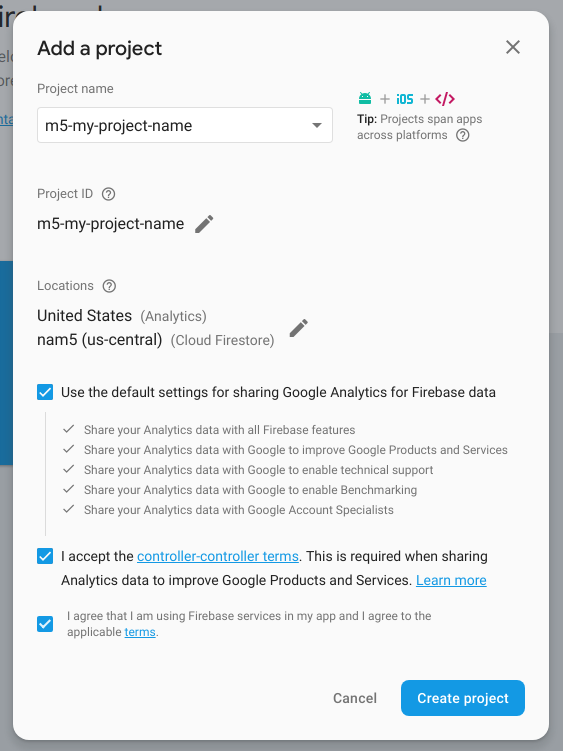 Add a project
Project name
m5-my-project-name
+ iOS + </>
Tip: Projects span apps
across platforms
Project ID
m5-my-project-name
Locations
United States (Analytics)
nam5 (us-central) (Cloud Firestore)
Use the default settings for sharing Google Analytics for Firebase data
Share your Analytics data with all Firebase features
Share your Analytics data with Google to improve Google Products and Services
Share your Analytics data with Google to enable technical support
Share your Analytics data with Google to enable Benchmarking
Share your Analytics data with Google Account Specialists
I accept the controller-controller terms. This is required when sharing
Analytics data to improve Google Products and Services. Learn more
I agree that I am using Firebase services in my app and I agree to the
applicable terms.
Cancel Create project